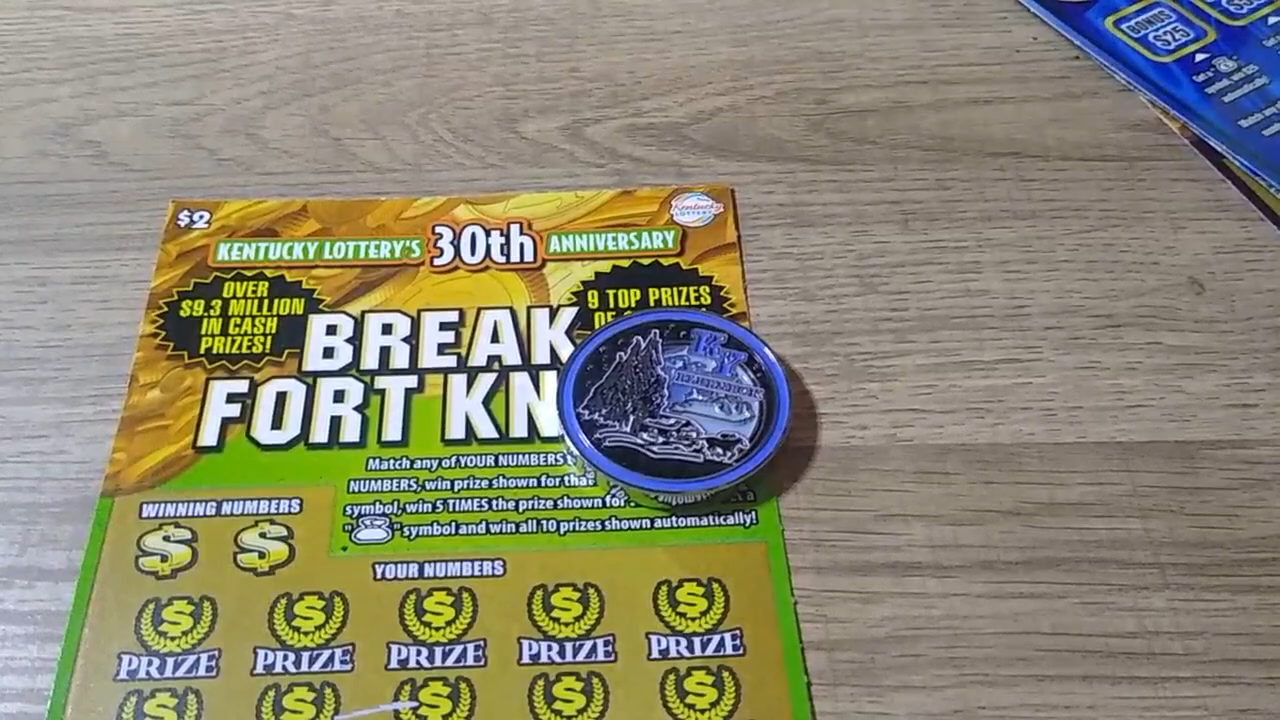 $2
Kentucky
LOTTERY
KENTUCKY LOTTERY'S 30th ANNIVERSARY
OVER
$9.3 MILLION
IN CASH
PRIZES!
9 TOP PRIZES
BREAK
FORT KN
KY
Match any of YOUR NUMBERS
NUMBERS, win prize shown for that
symbol, win 5 TIMES the prize shown for a
" " symbol and win all 10 prizes shown automatically!
WINNING NUMBERS
$ $
YOUR NUMBERS
$ $ $ $ $
PRIZE PRIZE PRIZE PRIZE PRIZE
$ $ $ $ $
BONUS
$25